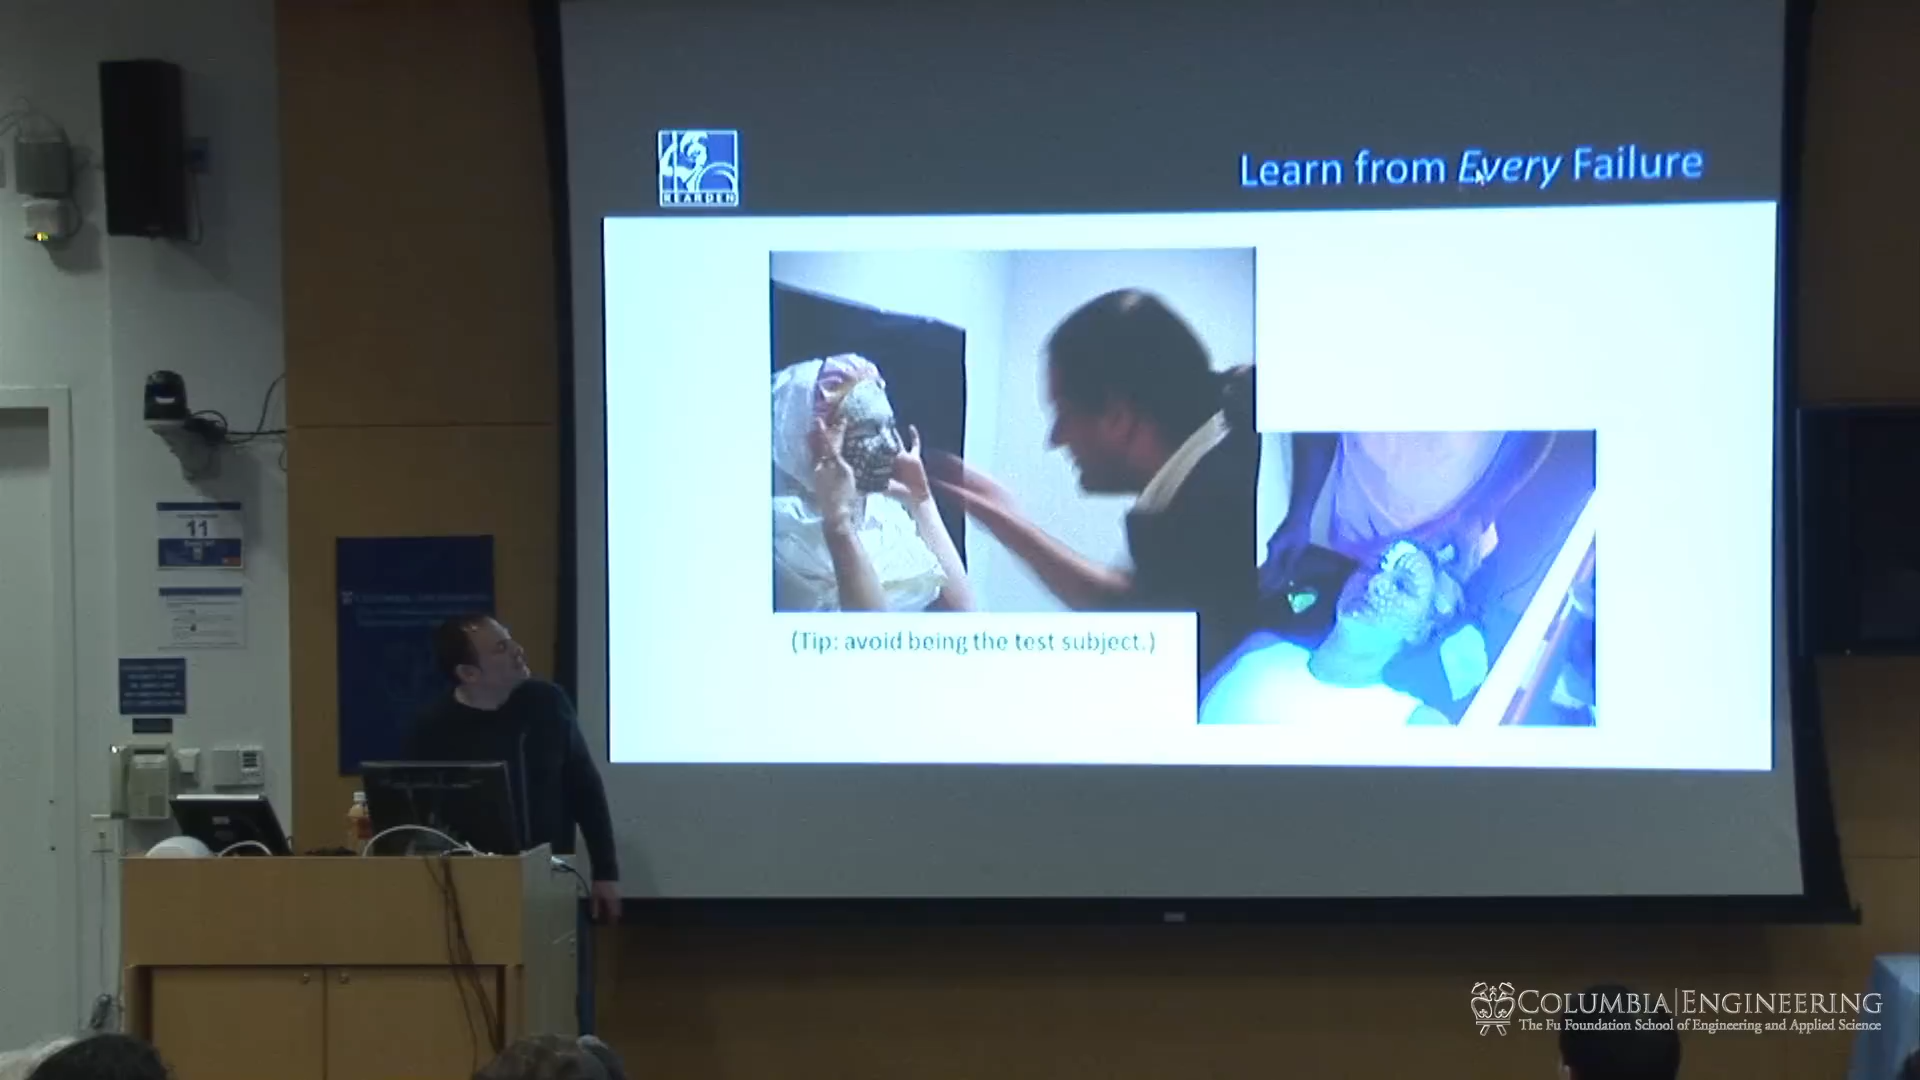 REARDEN
Learn from Every Failure
(Tip: avoid being the test subject.)
11
COLUMBIA|ENGINEERING
The Fu Foundation School of Engineering and Applied Science